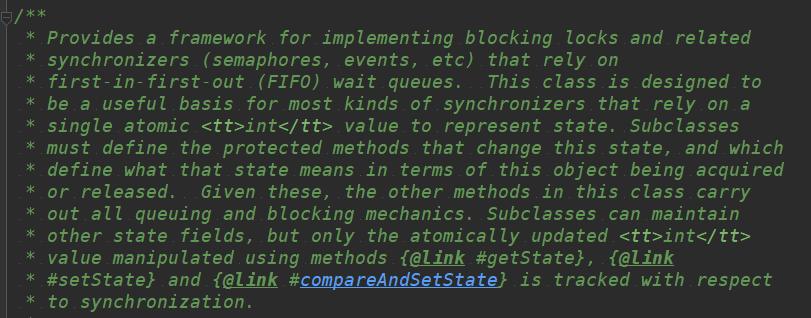 /**
* Provides a framework for implementing blocking locks and related
* synchronizers (semaphores, events, etc) that rely on
* first-in-first-out (FIFO) wait queues.  This class is designed to
* be a useful basis for most kinds of synchronizers that rely on a
* single atomic <tt>int</tt> value to represent state. Subclasses
* must define the protected methods that change this state, and which
* define what that state means in terms of this object being acquired
* or released.  Given these, the other methods in this class carry
* out all queuing and blocking mechanics. Subclasses can maintain
* other state fields, but only the atomically updated <tt>int</tt>
* value manipulated using methods {@link #getState}, {@link
* #setState} and {@link #compareAndSetState} is tracked with respect
* to synchronization.